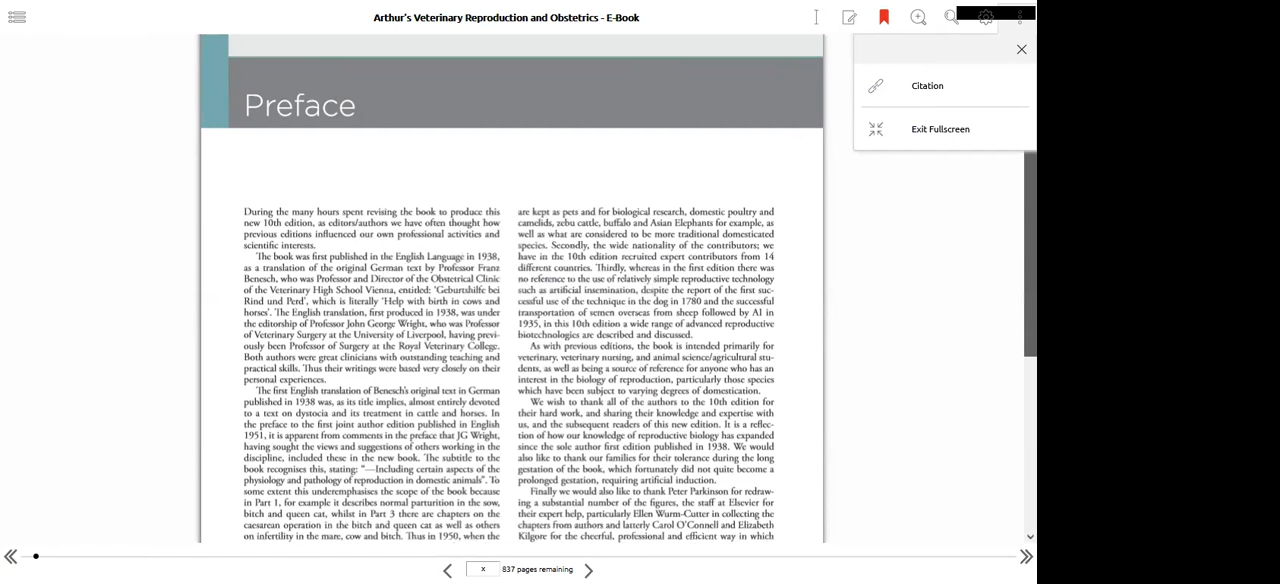 Arthur's Veterinary Reproduction and Obstetrics - E-Book
Citation
Exit Fullscreen
Preface
During the many hours spent revising the book to produce this
new 10th edition, as editors/authors we have often thought how
previous editions influenced our own professional activities and
scientific interests.
The book was first published in the English Language in 1938,
as a translation of the original German text by Professor Franz
Benesch, who was Professor and Director of the Obstetrical Clinic
of the Veterinary High School Vienna, entitled: 'Geburtshilfe bei
Rind und Perd', which is literally 'Help with birth in cows and
horses'. The English translation, first produced in 1938, was under
the editorship of Professor John George Wright, who was Professor
of Veterinary Surgery at the University of Liverpool, having previ-
ously been Professor of Surgery at the Royal Veterinary College.
Both authors were great clinicians with outstanding teaching and
practical skills. Thus their writings were based very closely on their
personal experiences.
The first English translation of Benesch's original text in German
published in 1938 was, as its title implies, almost entirely devoted
to a text on dystocia and its treatment in cattle and horses. In
the preface to the first joint author edition published in English
1951, it is apparent from comments in the preface that JG Wright,
having sought the views and suggestions of others working in the
discipline, included these in the new book. The subtitle to the
book recognises this, stating: "—Including certain aspects of the
physiology and pathology of reproduction in domestic animals". To
some extent this underemphasises the scope of the book because
in Part 1, for example it describes normal parturition in the sow,
bitch and queen cat, whilst in Part 3 there are chapters on the
caesarean operation in the bitch and queen cat as well as others
on infertility in the mare, cow and bitch. Thus in 1950, when the
are kept as pets and for biological research, domestic poultry and
camelids, zebu cattle, buffalo and Asian Elephants for example, as
well as what are considered to be more traditional domesticated
species. Secondly, the wide nationality of the contributors; we
have in the 10th edition recruited expert contributors from 14
different countries. Thirdly, whereas in the first edition there was
no reference to the use of relatively simple reproductive technology
such as artificial insemination, despite the report of the first suc-
cessful use of the technique in the dog in 1780 and the successful
transportation of semen overseas from sheep followed by AI in
1935, in this 10th edition a wide range of advanced reproductive
biotechnologies are described and discussed.
As with previous editions, the book is intended primarily for
veterinary, veterinary nursing, and animal science/agricultural stu-
dents, as well as being a source of reference for anyone who has an
interest in the biology of reproduction, particularly those species
which have been subject to varying degrees of domestication.
We wish to thank all of the authors to the 10th edition for
their hard work, and sharing their knowledge and expertise with
us, and the subsequent readers of this new edition. It is a reflec-
tion of how our knowledge of reproductive biology has expanded
since the sole author first edition published in 1938. We would
also like to thank our families for their tolerance during the long
gestation of the book, which fortunately did not quite become a
prolonged gestation, requiring artificial induction.
Finally we would also like to thank Peter Parkinson for redraw-
ing a substantial number of the figures, the staff at Elsevier for
their expert help, particularly Ellen Wurm-Cutter in collecting the
chapters from authors and latterly Carol O'Connell and Elizabeth
Kilgore for the cheerful, professional and efficient way in which
x 837 pages remaining